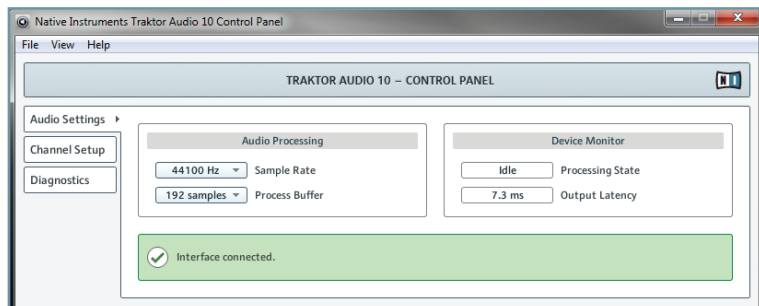 Native Instruments Traktor Audio 10 Control Panel
File View Help
TRAKTOR AUDIO 10 – CONTROL PANEL
NI
Audio Settings
Channel Setup
Diagnostics
Audio Processing
44100 Hz Sample Rate
192 samples Process Buffer
Device Monitor
Idle Processing State
7.3 ms Output Latency
Interface connected.